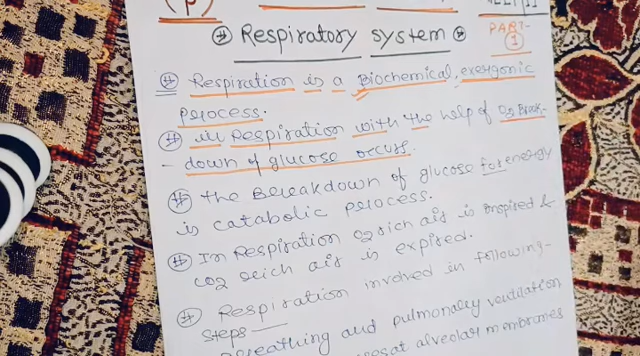 (P)
PART-
1
# Respiratory system #
# Respiration is a Biochemical, exergonic
process.
# in Respiration with the help of O2 Break-
- down of glucose occurs.
# the Breakdown of glucose for energy
is catabolic process.
# In Respiration O2 rich air is inspired &
CO2 rich air is expired.
# Respiration involved in following-
steps —
Breathing and pulmonary ventilation
at alveolar membranes